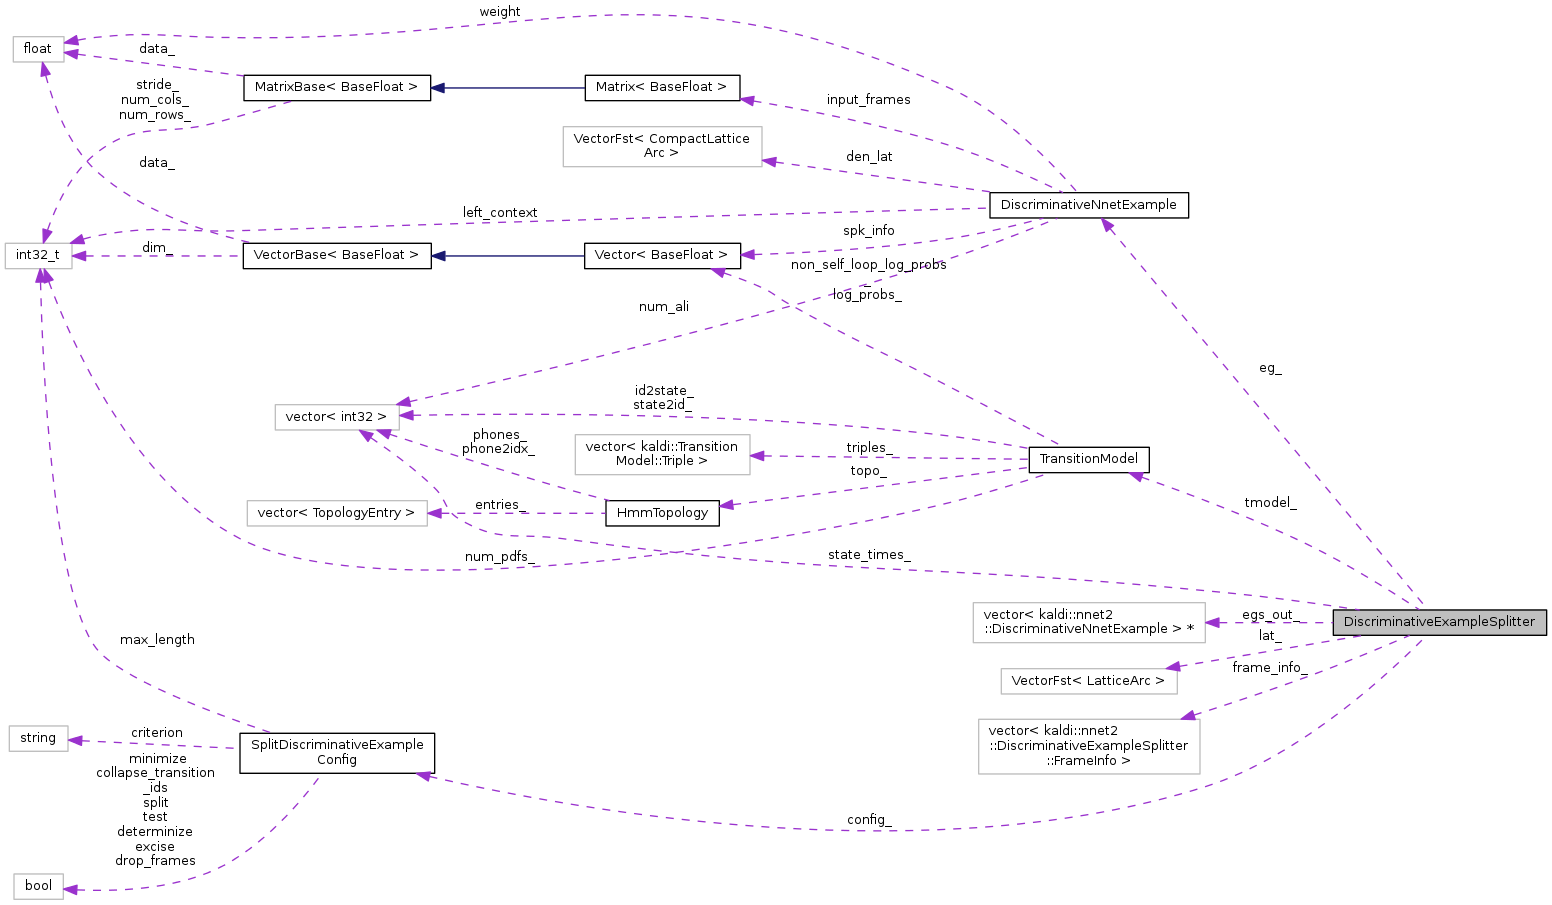 weight
float
data_
MatrixBase< BaseFloat >
Matrix< BaseFloat >
stride_
num_cols_
num_rows_
input_frames
VectorFst< CompactLattice
Arc >
data_
den_lat
DiscriminativeNnetExample
left_context
spk_info
int32_t
dim_
VectorBase< BaseFloat >
Vector< BaseFloat >
non_self_loop_log_probs
_
log_probs_
num_ali
eg_
id2state_
state2id_
vector< int32 >
phones_
phone2idx_
vector< kaldi::Transition
Model::Triple >
triples_
TransitionModel
topo_
vector< TopologyEntry >
entries_
HmmTopology
tmodel_
num_pdfs_
state_times_
vector< kaldi::nnet2
::DiscriminativeNnetExample > *
egs_out_
DiscriminativeExampleSplitter
lat_
max_length
VectorFst< LatticeArc >
frame_info_
string
criterion
SplitDiscriminativeExample
Config
vector< kaldi::nnet2
::DiscriminativeExampleSplitter
::FrameInfo >
minimize
collapse_transition
_ids
split
test
determinize
excise
drop_frames
config_
bool